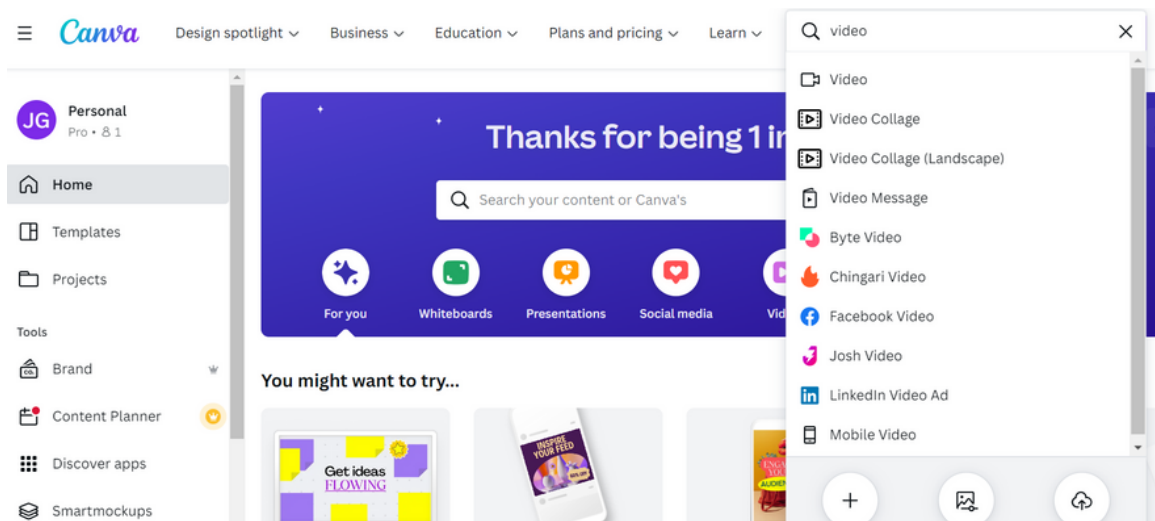 Canva
Design spotlight
Business
Education
Plans and pricing
Learn
video
JG
Personal
Pro • 1
Home
Templates
Projects
Tools
Brand
Content Planner
Discover apps
Smartmockups
Thanks for being 1 i
Search your content or Canva's
For you
Whiteboards
Presentations
Social media
Vid
You might want to try...
Get ideas
FLOWING
INSPIRE
YOUR FEED
Video
Video Collage
Video Collage (Landscape)
Video Message
Byte Video
Chingari Video
Facebook Video
Josh Video
LinkedIn Video Ad
Mobile Video